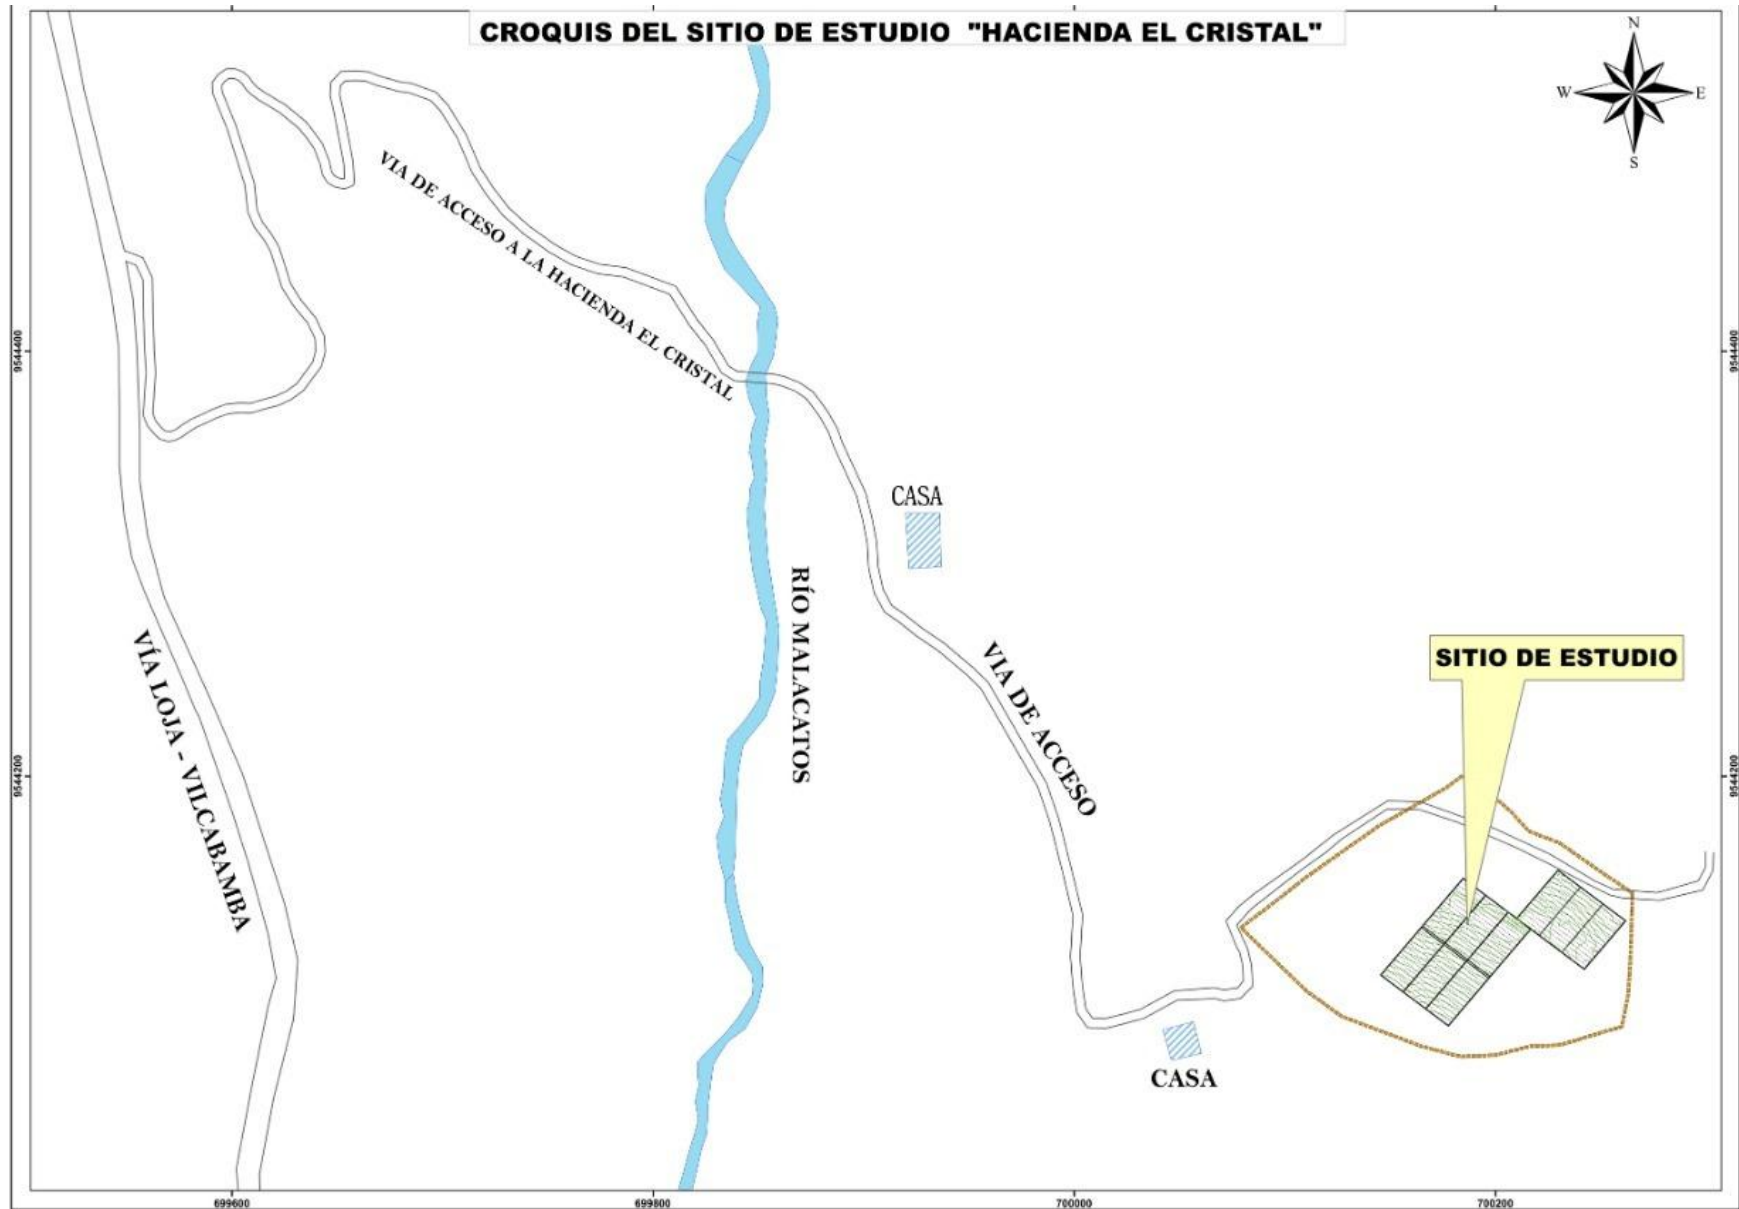 CROQUIS DEL SITIO DE ESTUDIO "HACIENDA EL CRISTAL"
N
W
E
S
VIA DE ACCESO A LA HACIENDA EL CRISTAL
9544400
9544400
CASA
RÍO MALACATOS
VÍA LOJA - VILCABAMBA
VIA DE ACCESO
SITIO DE ESTUDIO
9544200
9544200
CASA
699600
699800
700000
700200